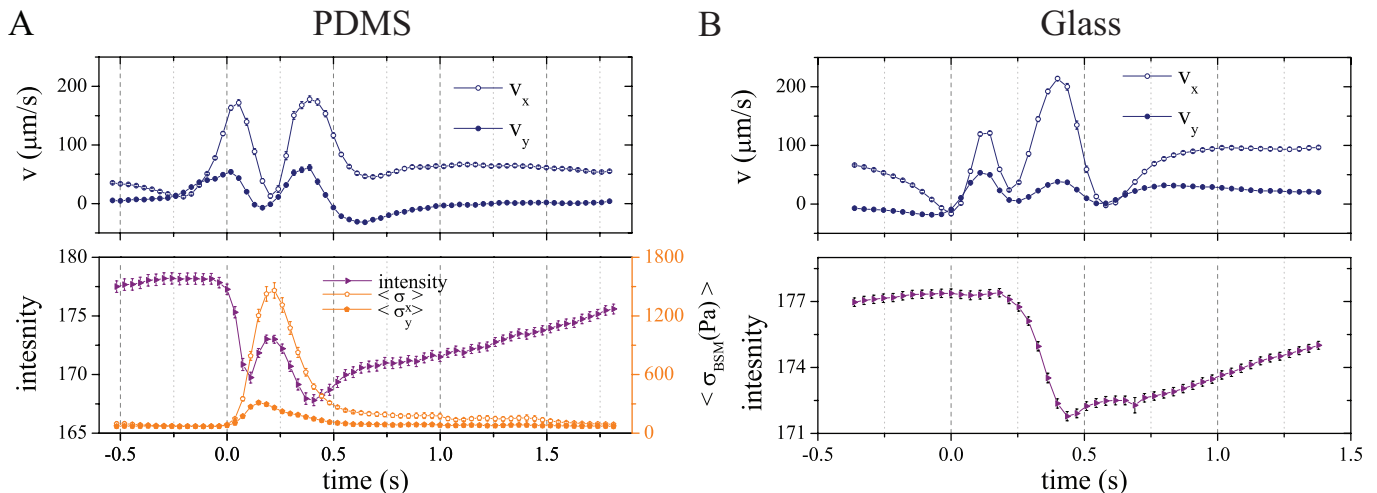 A PDMS
B Glass
v (μm/s)
200
100
0
v_x
v_y
v (μm/s)
200
100
0
v_x
v_y
intesnity
180
175
170
165
intensity
< σ_x >
< σ_y >
1800
1200
600
0
< σ_BSM (Pa) >
-0.5 0.0 0.5 1.0 1.5
time (s)
intesnity
177
174
171
-0.5 0.0 0.5 1.0 1.5
time (s)